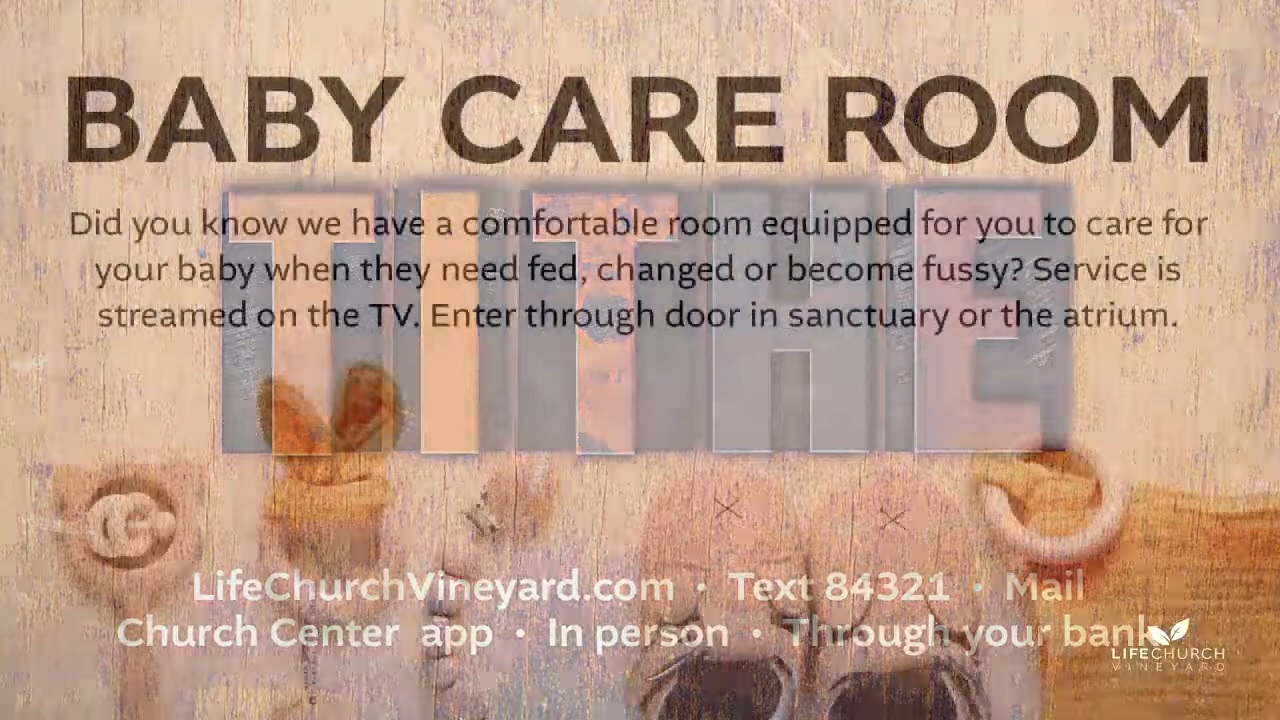 BABY CARE ROOM
TITHE
Did you know we have a comfortable room equipped for you to care for
your baby when they need fed, changed or become fussy? Service is
streamed on the TV. Enter through door in sanctuary or the atrium.
LifeChurchVineyard.com • Text 84321 • Mail
Church Center app • In person • Through your bank
LIFECHURCH
VINEYARD